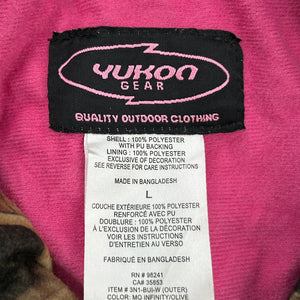 YUKON
GEAR
QUALITY OUTDOOR CLOTHING
SHELL : 100% POLYESTER
WITH PU BACKING
LINING : 100% POLYESTER
EXCLUSIVE OF DECORATION
SEE REVERSE FOR CARE INSTRUCTIONS
MADE IN BANGLADESH
L
COUCHE EXTÉRIEURE 100% POLYESTER
RENFORCÉ AVEC PU
DOUBLURE : 100% POLYESTER
À L'EXCLUSION DE LA DÉCORATION
VOIR AU VERSO POUR LES
INSTRUCTIONS
FABRIQUÉ EN BANGLADESH
RN # 98241
CA# 35853
ITEM # 3N1-BUI-W (OUTER)
COLOR: MO INFINITY/OLIVE